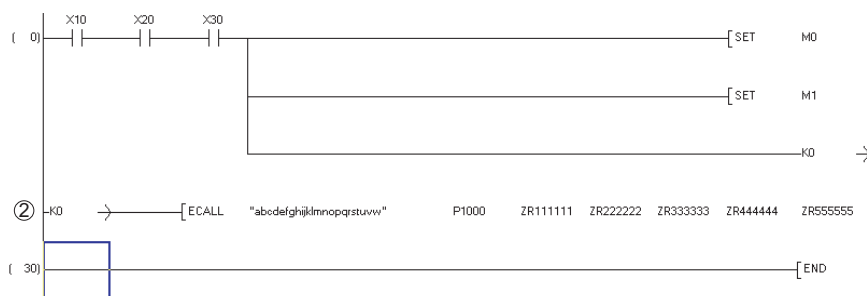 X10 X20 X30
( 0) [SET M0
[SET M1
K0
② K0 [ECALL "abcdefghijklmnopqrstuvw" P1000 ZR111111 ZR222222 ZR333333 ZR444444 ZR555555
( 30) [END